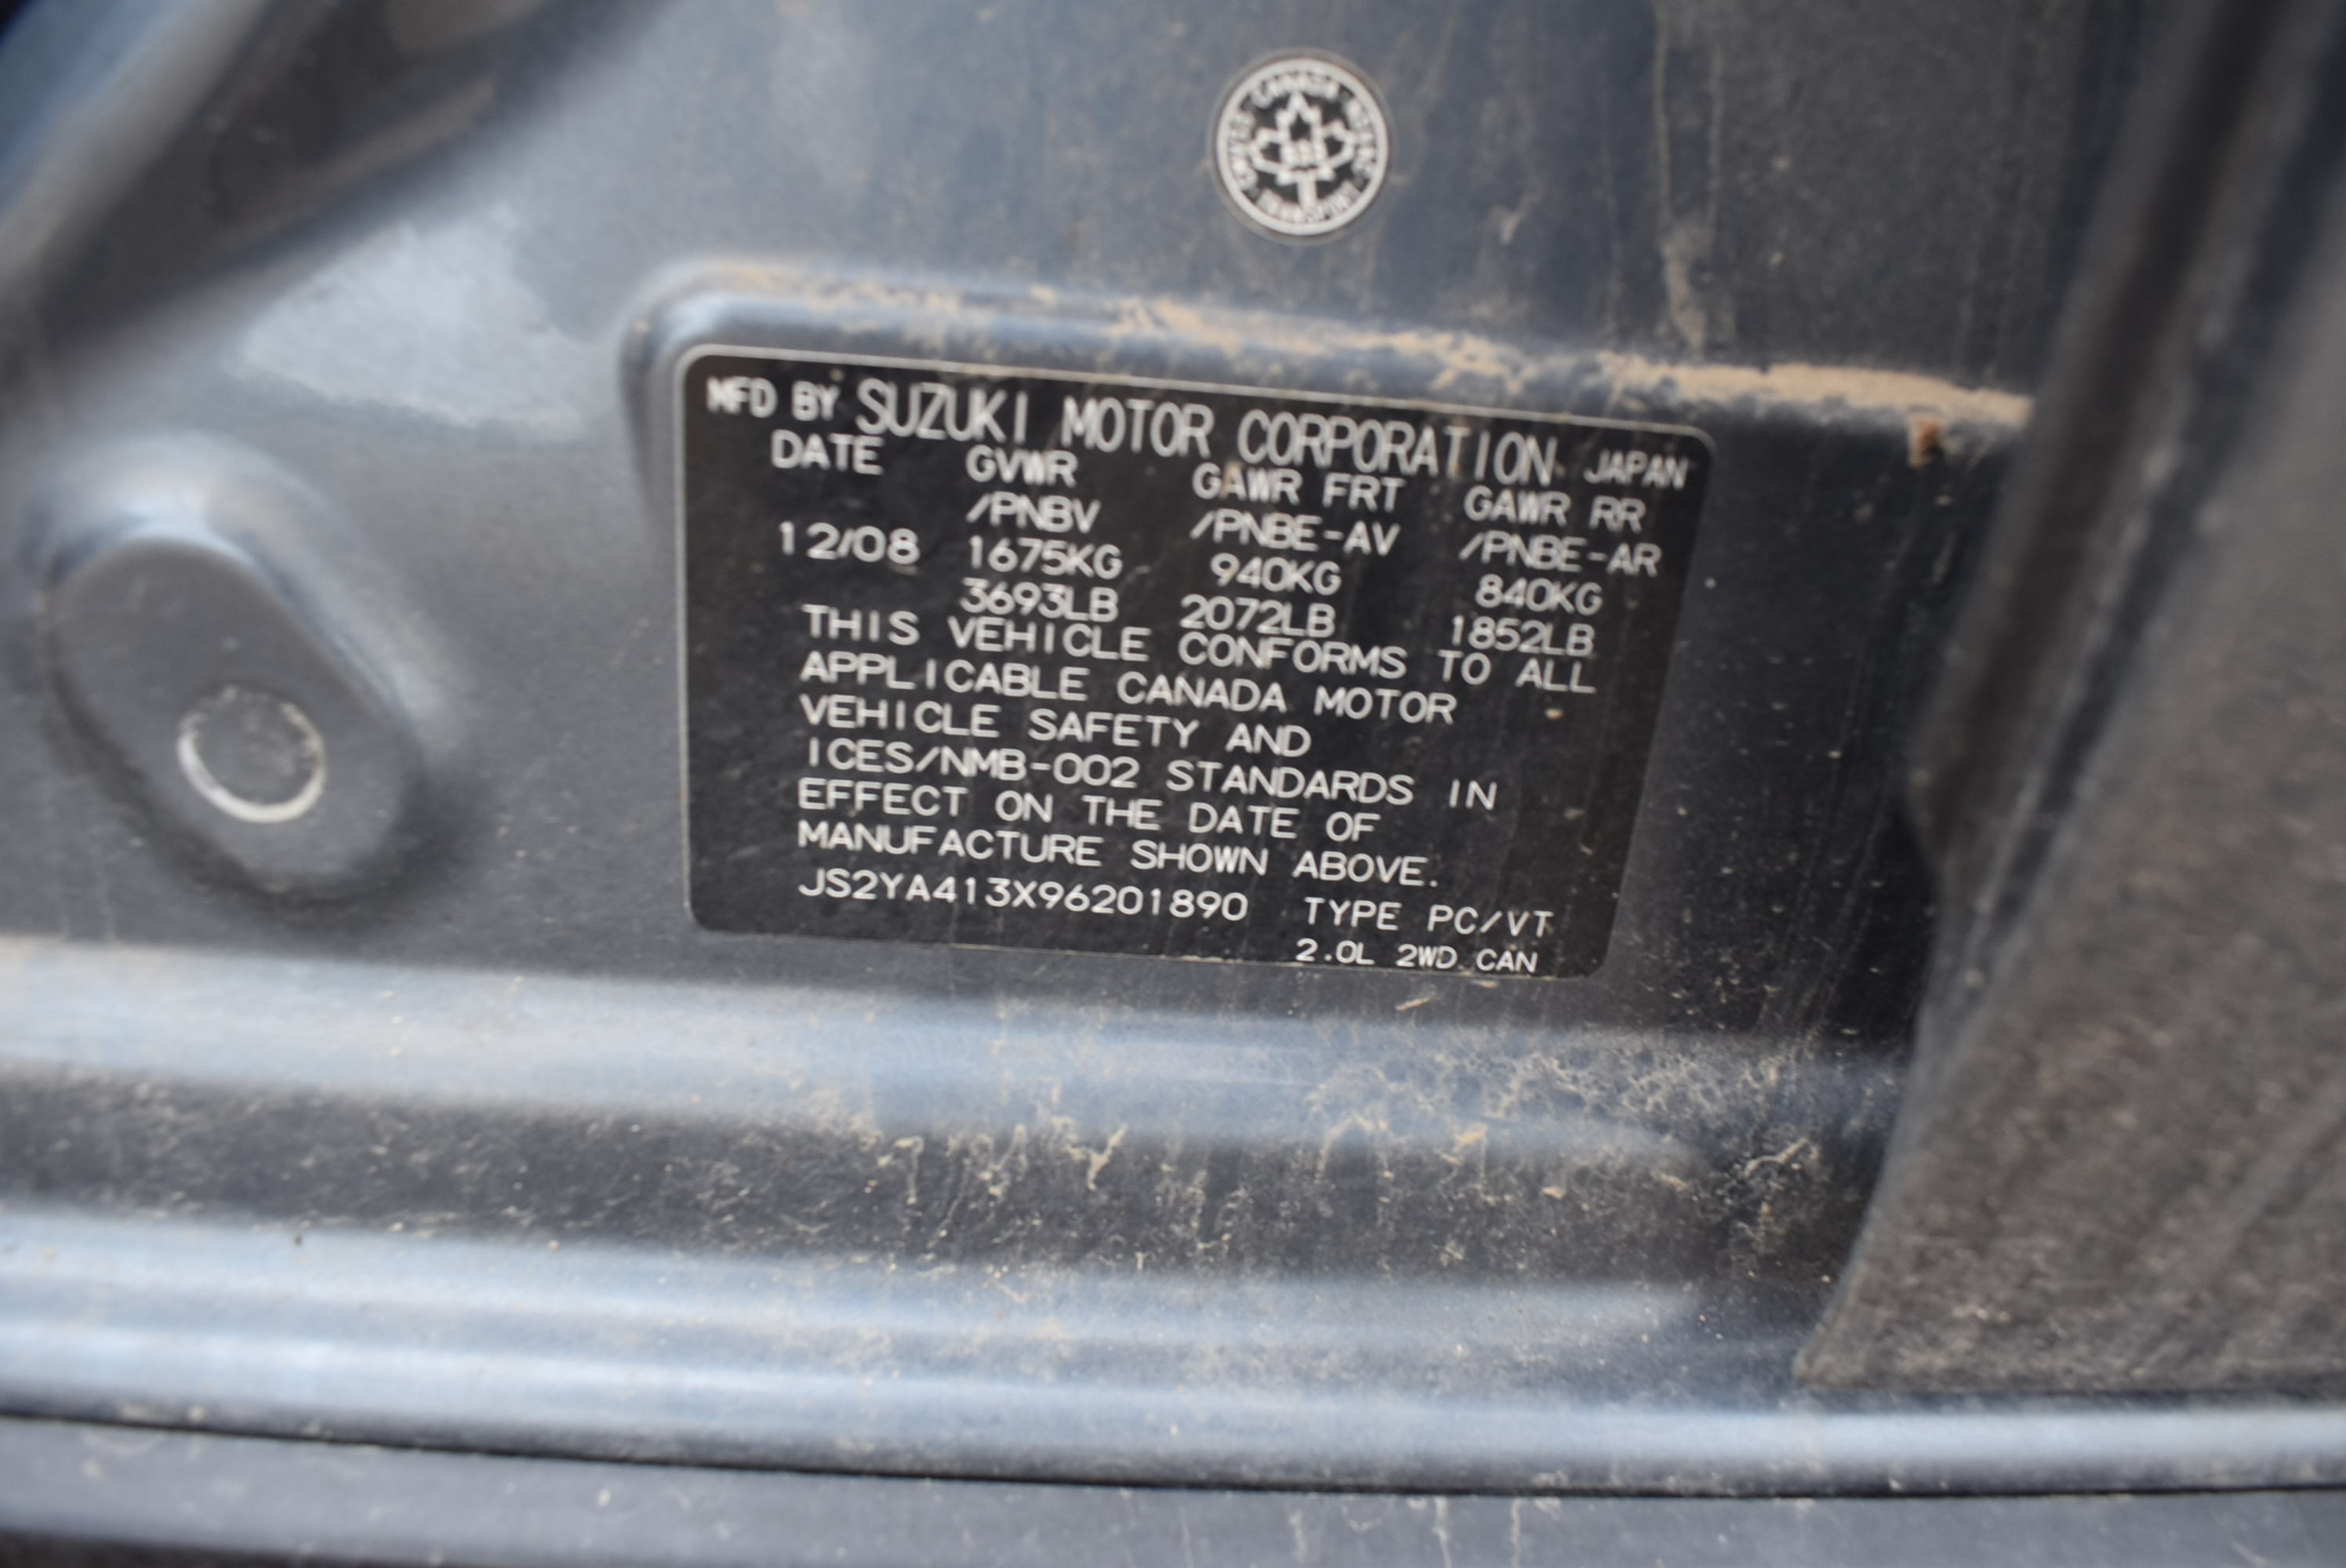 CANADA
TRANSPORT
MFD BY SUZUKI MOTOR CORPORATION JAPAN
DATE GVWR GAWR FRT GAWR RR
/PNBV /PNBE-AV /PNBE-AR
12/08 1675KG 940KG 840KG
3693LB 2072LB 1852LB
THIS VEHICLE CONFORMS TO ALL
APPLICABLE CANADA MOTOR
VEHICLE SAFETY AND
ICES/NMB-002 STANDARDS IN
EFFECT ON THE DATE OF
MANUFACTURE SHOWN ABOVE.
JS2YA413X96201890 TYPE PC/VT
2.0L 2WD CAN